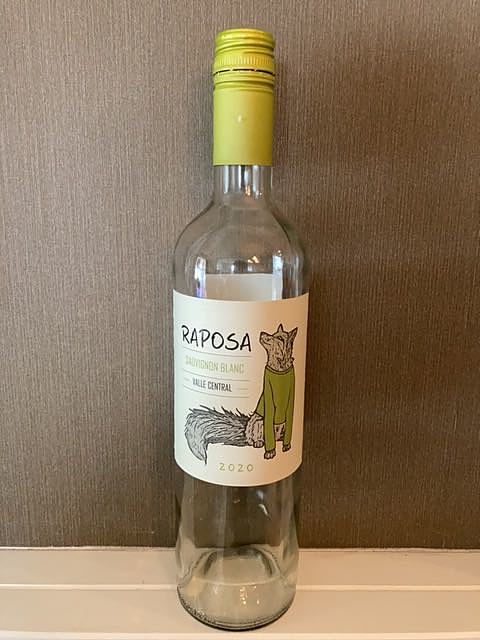 RAPOSA
SAUVIGNON BLANC
VALLE CENTRAL
2020